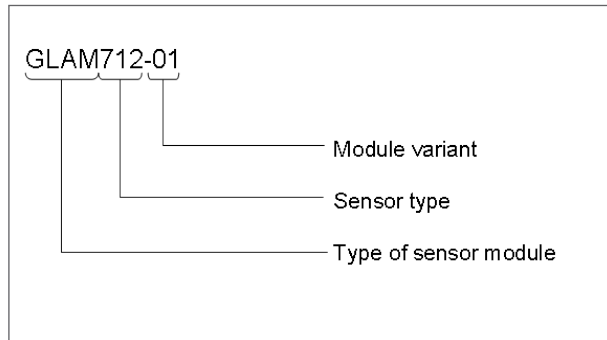 GLAM712-01
Module variant
Sensor type
Type of sensor module